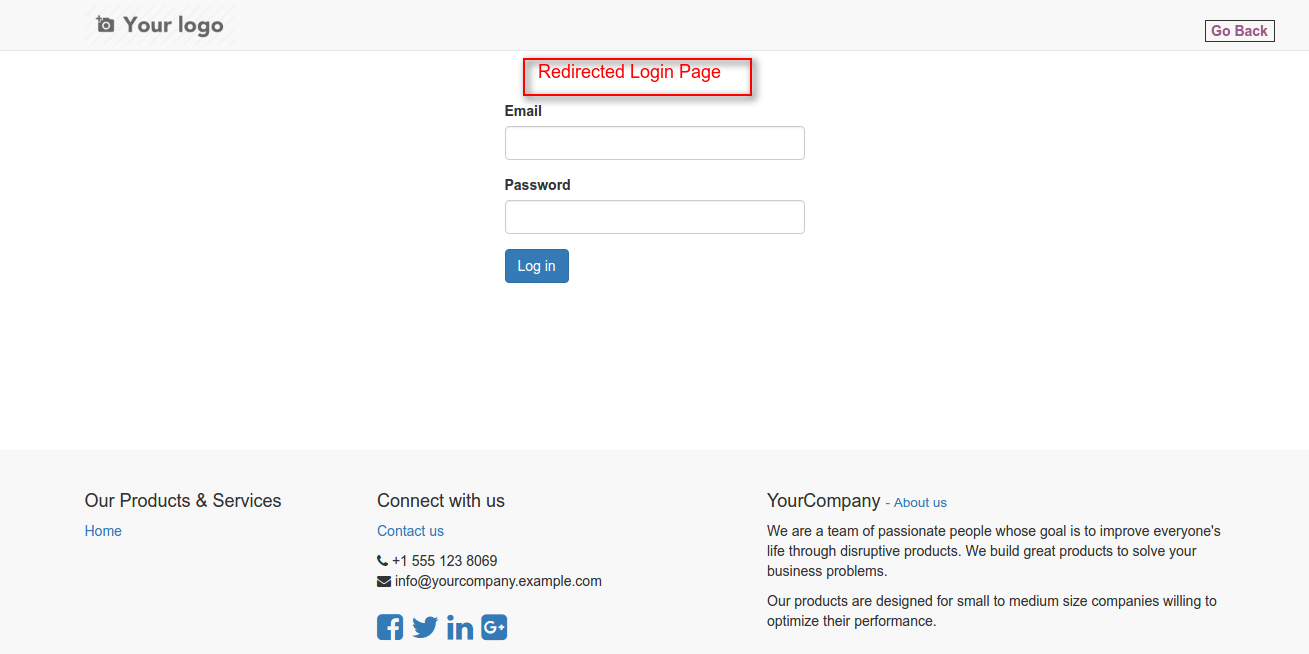 Your logo
Go Back
Redirected Login Page
Email
Password
Log in
Our Products & Services
Home
Connect with us
Contact us
+1 555 123 8069
info@yourcompany.example.com
YourCompany - About us
We are a team of passionate people whose goal is to improve everyone's
life through disruptive products. We build great products to solve your
business problems.
Our products are designed for small to medium size companies willing to
optimize their performance.